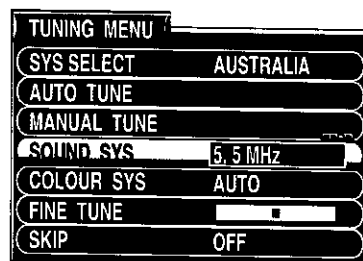 TUNING MENU
SYS SELECT AUSTRALIA
AUTO TUNE
MANUAL TUNE
SOUND SYS 5.5 MHz
COLOUR SYS AUTO
FINE TUNE
SKIP OFF